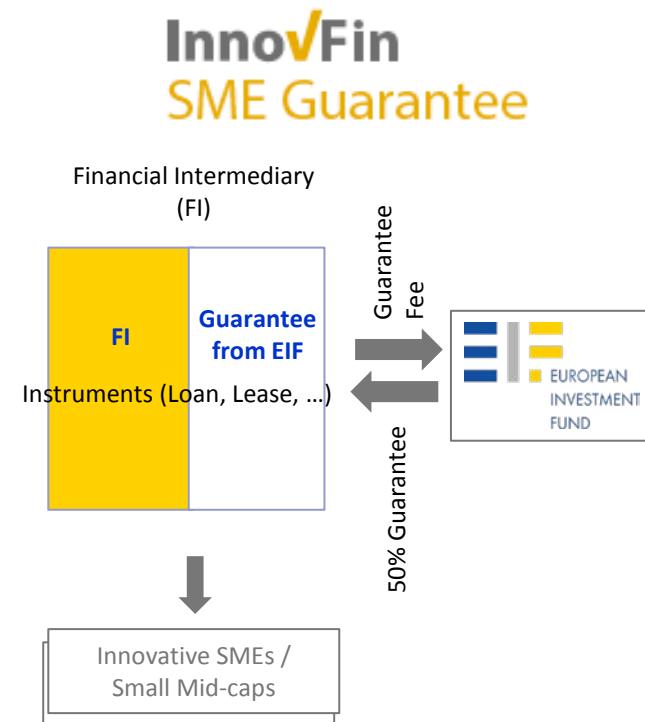 InnovFin
SME Guarantee
Financial Intermediary
(FI)
FI
Guarantee
from EIF
Instruments (Loan, Lease, ...)
Guarantee
Fee
50% Guarantee
EIF
EUROPEAN
INVESTMENT
FUND
Innovative SMEs /
Small Mid-caps